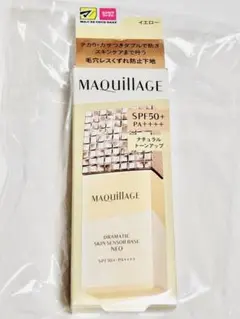 イエロー
テカリ・カサつきダブルで防ぎ
スキンケアまで叶う
毛穴レスくずれ防止下地
MAQuillAGE
SPF50+
PA++++
ナチュラル
トーンアップ
MAQuillAGE
DRAMATIC
SKIN SENSOR BASE
NEO
SPF50+・PA++++